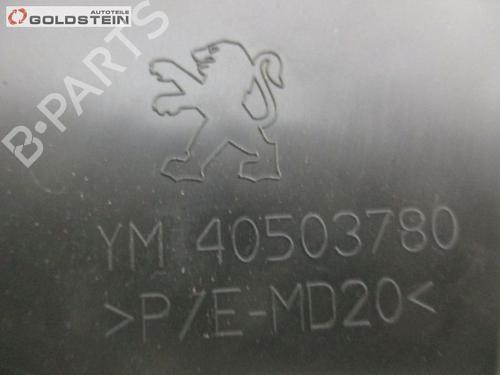 AUTOTEILE
GOLDSTEIN
B-PARTS
YM 40503780
>P/E-MD20<